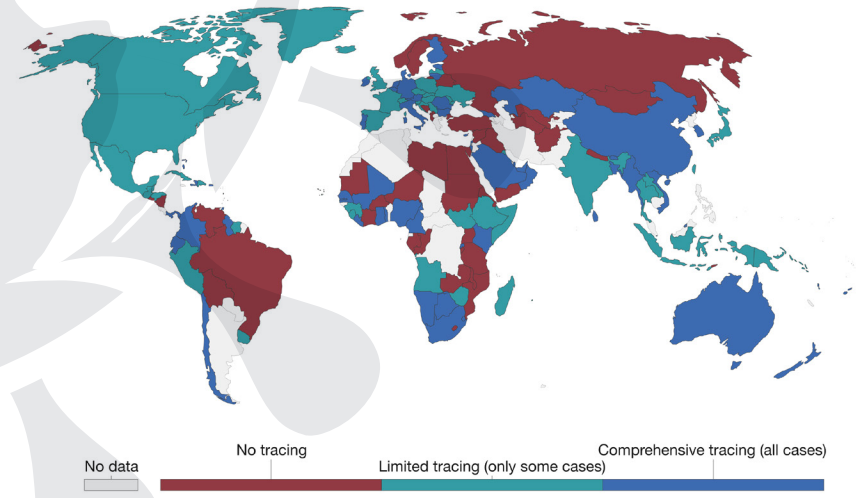 No data
No tracing
Limited tracing (only some cases)
Comprehensive tracing (all cases)